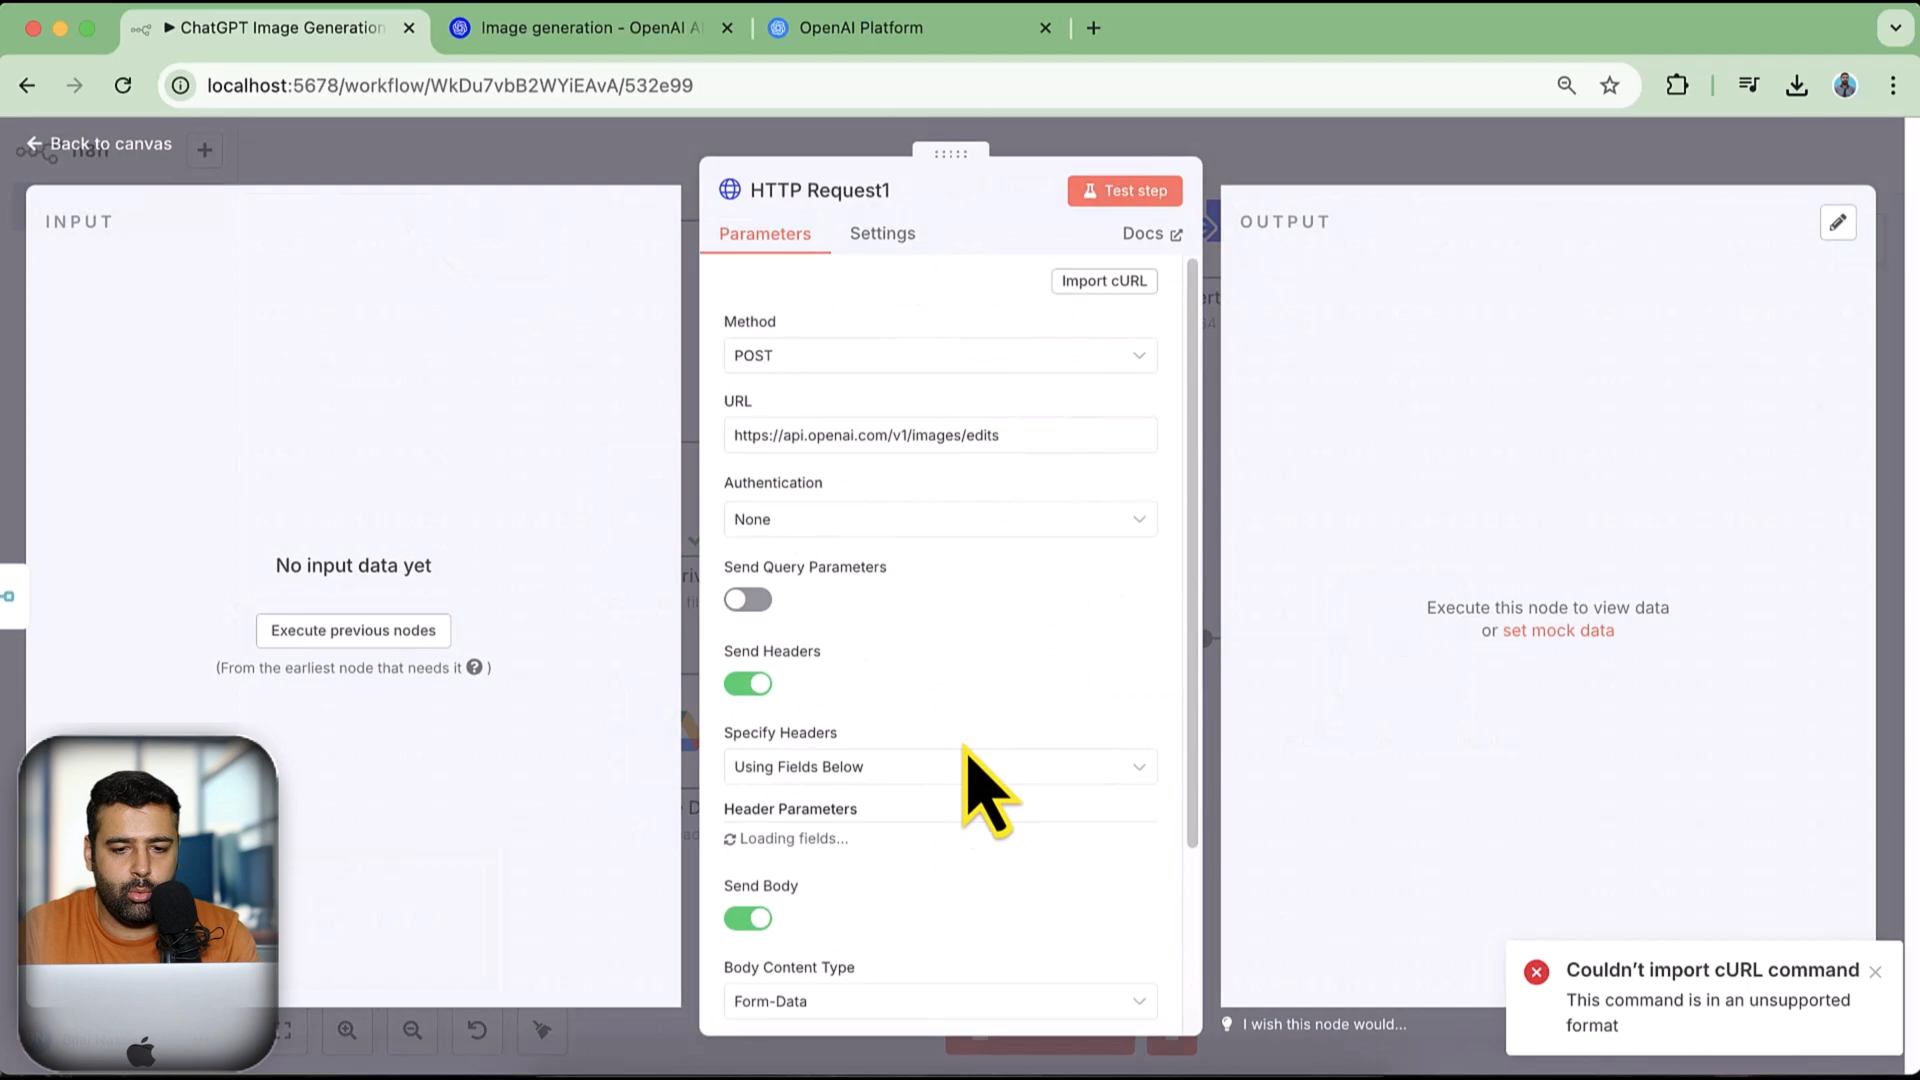 ChatGPT Image Generation
Image generation - OpenAI A
OpenAI Platform
localhost:5678/workflow/WkDu7vbB2WYiEAvA/532e99
Back to canvas
INPUT
No input data yet
Execute previous nodes
(From the earliest node that needs it ? )
HTTP Request1
Test step
Parameters
Settings
Docs
Import cURL
Method
POST
URL
https://api.openai.com/v1/images/edits
Authentication
None
Send Query Parameters
Send Headers
Specify Headers
Using Fields Below
Header Parameters
Loading fields...
Send Body
Body Content Type
Form-Data
OUTPUT
Execute this node to view data
or set mock data
I wish this node would...
Couldn't import cURL command
This command is in an unsupported
format